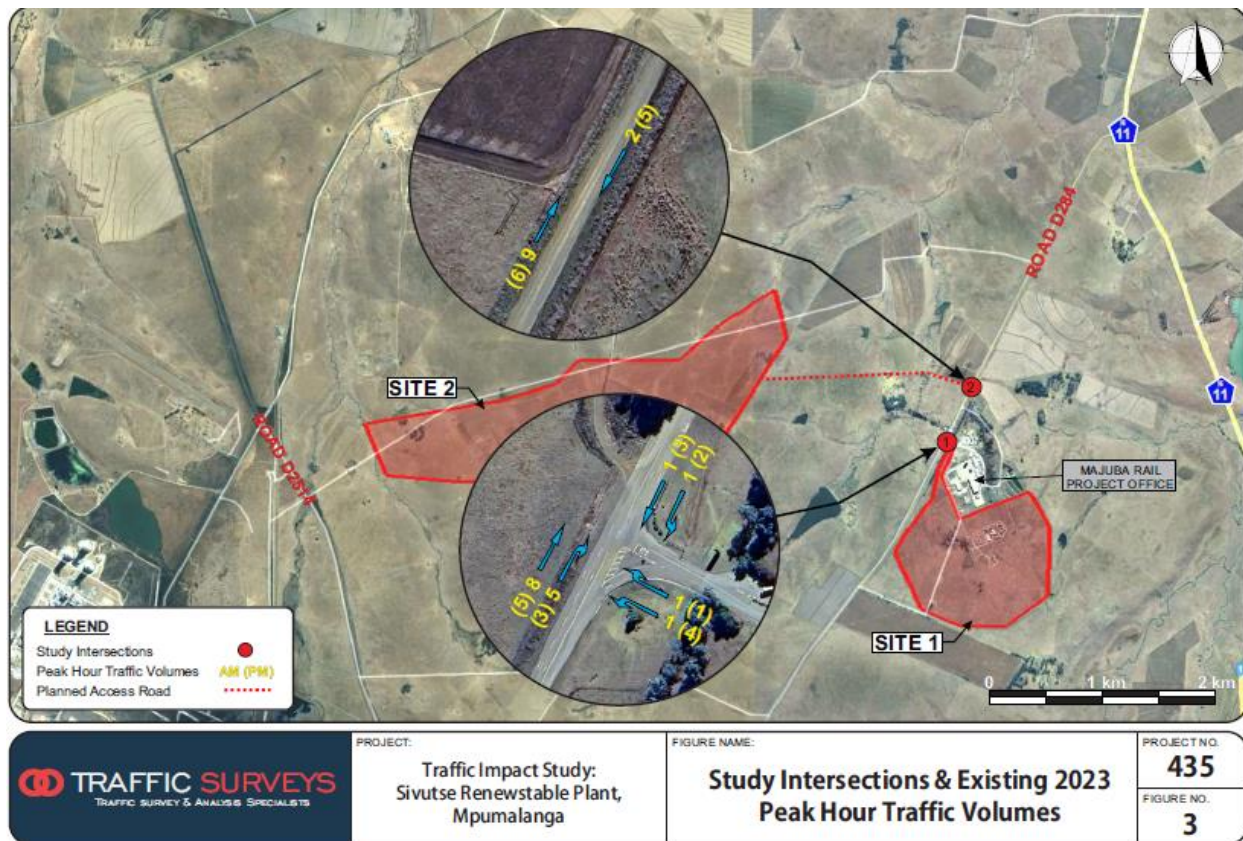 N
11
2 (5)
(6) 9
ROAD D284
SITE 2
2
11
1
ROAD D2514
MAJUBA RAIL
PROJECT OFFICE
1 (3)
1 (2)
(5) 8
(3) 5
1 (1)
1 (4)
SITE 1
LEGEND
Study Intersections
Peak Hour Traffic Volumes AM (PM)
Planned Access Road
0 1 km 2 km
TRAFFIC SURVEYS
TRAFFIC SURVEY & ANALYSIS SPECIALISTS
PROJECT:
Traffic Impact Study:
Sivutse Renewstable Plant,
Mpumalanga
FIGURE NAME:
Study Intersections & Existing 2023
Peak Hour Traffic Volumes
PROJECT NO.
435
FIGURE NO.
3